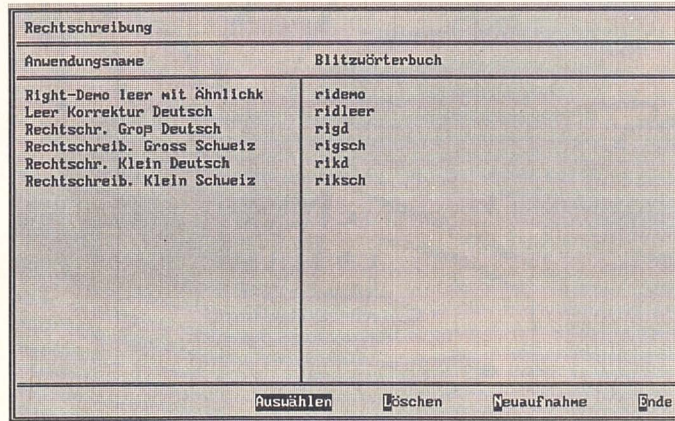 Rechtschreibung
Anwendungsname Blitzwörterbuch
Right-Demo leer mit Ähnlichk ridemo
Leer Korrektur Deutsch ridleer
Rechtschr. Groß Deutsch rigd
Rechtschreib. Gross Schweiz rigsch
Rechtschr. Klein Deutsch rikd
Rechtschreib. Klein Schweiz riksch
Auswählen Löschen Neuaufnahme Ende